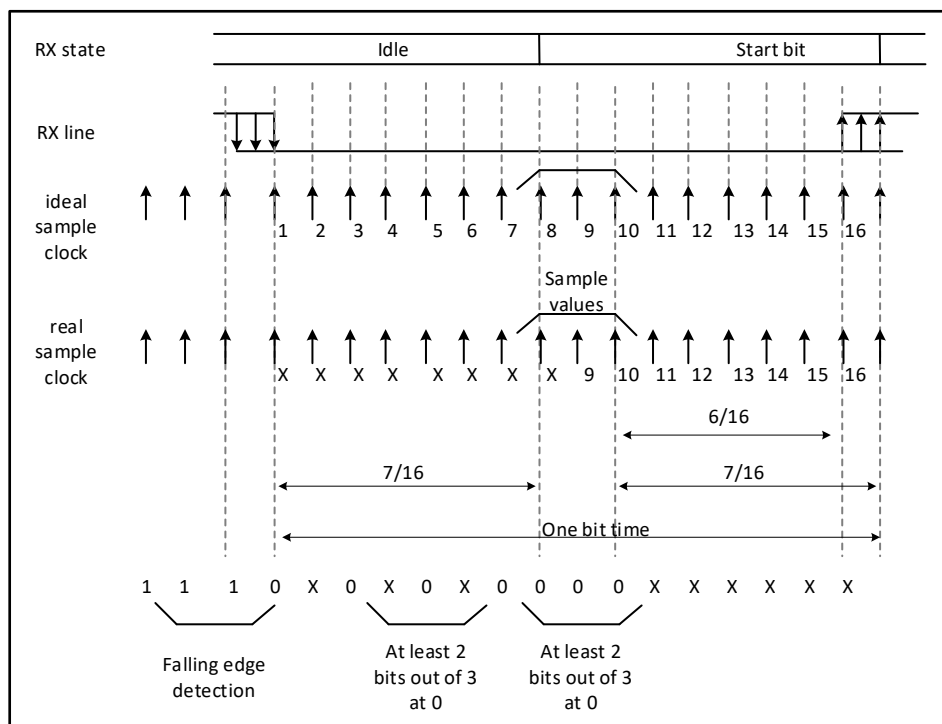 RX state
Idle
Start bit
RX line
ideal
sample
clock
1 2 3 4 5 6 7 8 9 10 11 12 13 14 15 16
Sample
values
real
sample
clock
X X X X X X X X 9 10 11 12 13 14 15 16
6/16
7/16
7/16
One bit time
1 1 1 0 X 0 X 0 X 0 0 0 0 X X X X X X
Falling edge
detection
At least 2
bits out of 3
at 0
At least 2
bits out of 3
at 0